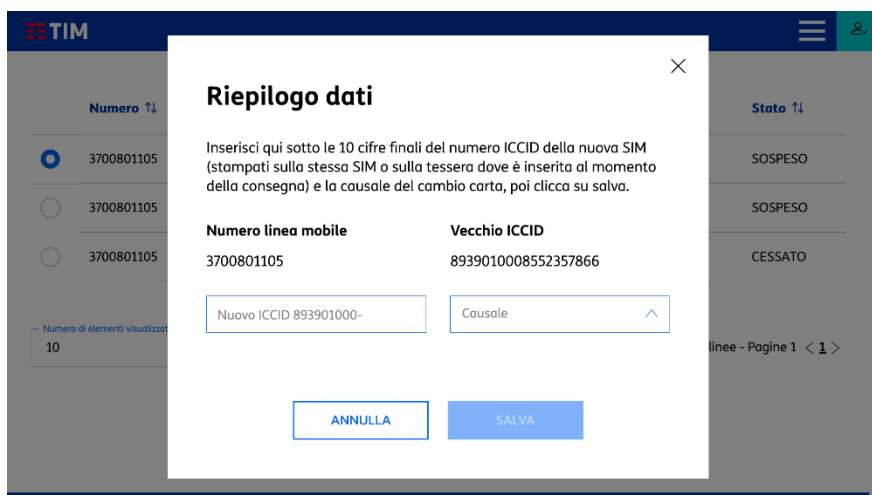 TIM
Riepilogo dati
Numero ↑↓
Stato ↑↓
Inserisci qui sotto le 10 cifre finali del numero ICCID della nuova SIM
(stampati sulla stessa SIM o sulla tessera dove è inserita al momento
della consegna) e la causale del cambio carta, poi clicca su salva.
3700801105
SOSPESO
3700801105
SOSPESO
Numero linea mobile
Vecchio ICCID
3700801105
8939010008552357866
3700801105
CESSATO
Nuovo ICCID 893901000-
Causale
Numero di elementi visualizzat
10
linee - Pagine 1 < 1 >
ANNULLA
SALVA